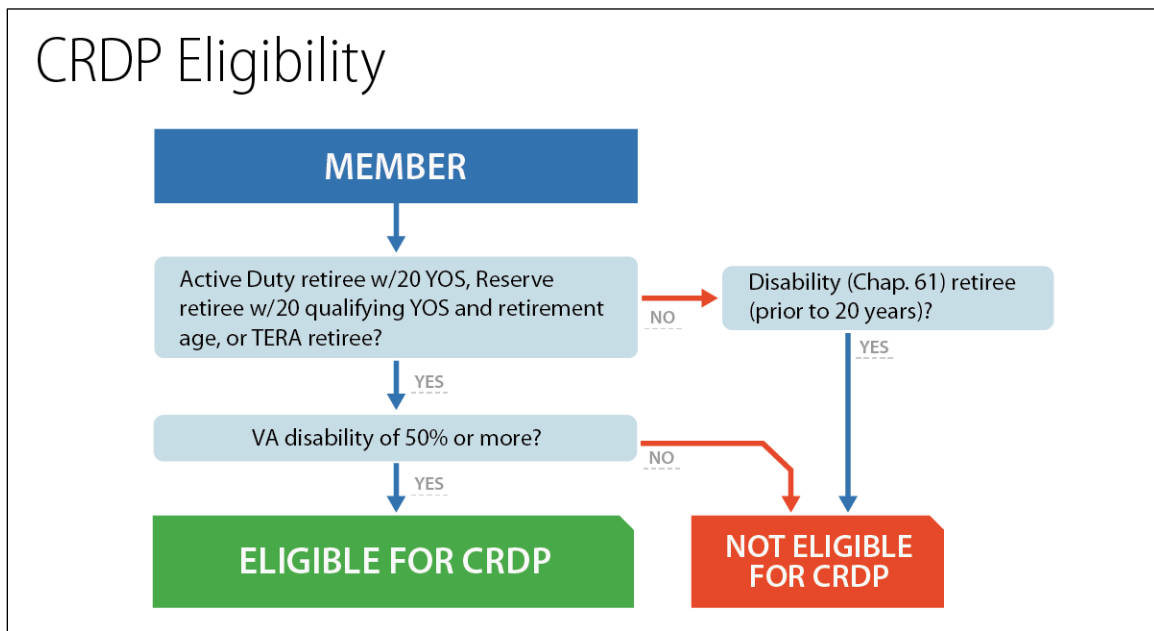 CRDP Eligibility
MEMBER
Active Duty retiree w/20 YOS, Reserve
retiree w/20 qualifying YOS and retirement
age, or TERA retiree?
NO
Disability (Chap. 61) retiree
(prior to 20 years)?
YES
YES
VA disability of 50% or more?
NO
YES
ELIGIBLE FOR CRDP
NOT ELIGIBLE
FOR CRDP